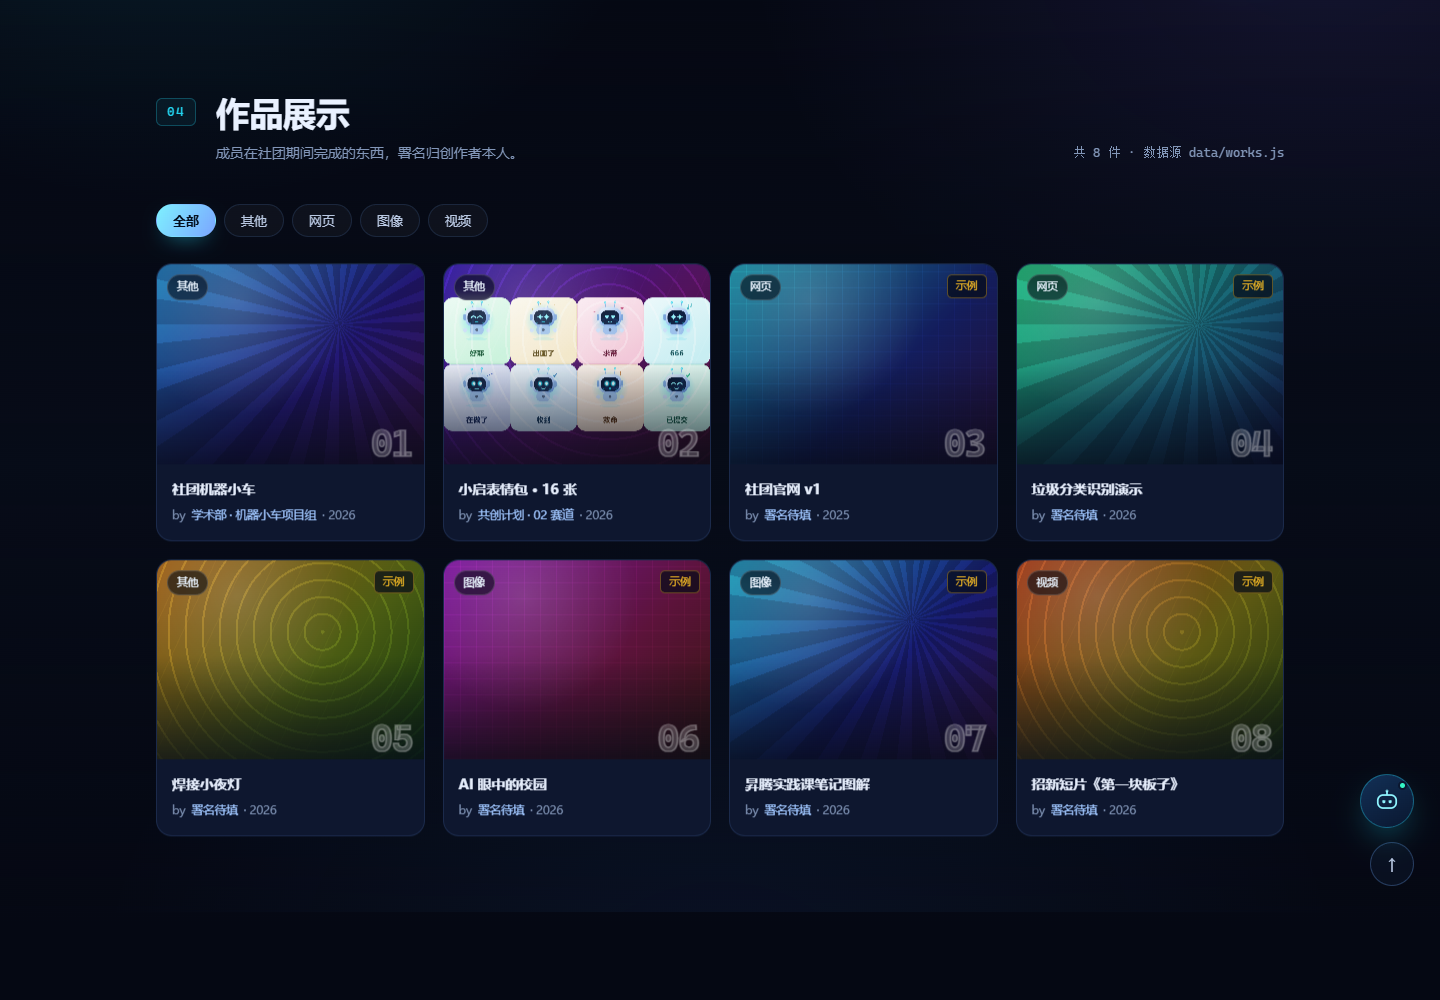 04
作品展示
成员在社团期间完成的东西，署名归创作者本人。
共 8 件 · 数据源 data/works.js
全部 其他 网页 图像 视频
其他
01
社团机器小车
by 学术部 · 机器小车项目组 · 2026
其他
好耶
出图了
求带
666
在做了
收到
救命
已提交
02
小启表情包 • 16 张
by 共创计划 · 02 赛道 · 2026
网页
示例
03
社团官网 v1
by 署名待填 · 2025
网页
示例
04
垃圾分类识别演示
by 署名待填 · 2026
其他
示例
05
焊接小夜灯
by 署名待填 · 2026
图像
示例
06
AI 眼中的校园
by 署名待填 · 2026
图像
示例
07
昇腾实践课笔记图解
by 署名待填 · 2026
视频
示例
08
招新短片《第一块板子》
by 署名待填 · 2026
↑